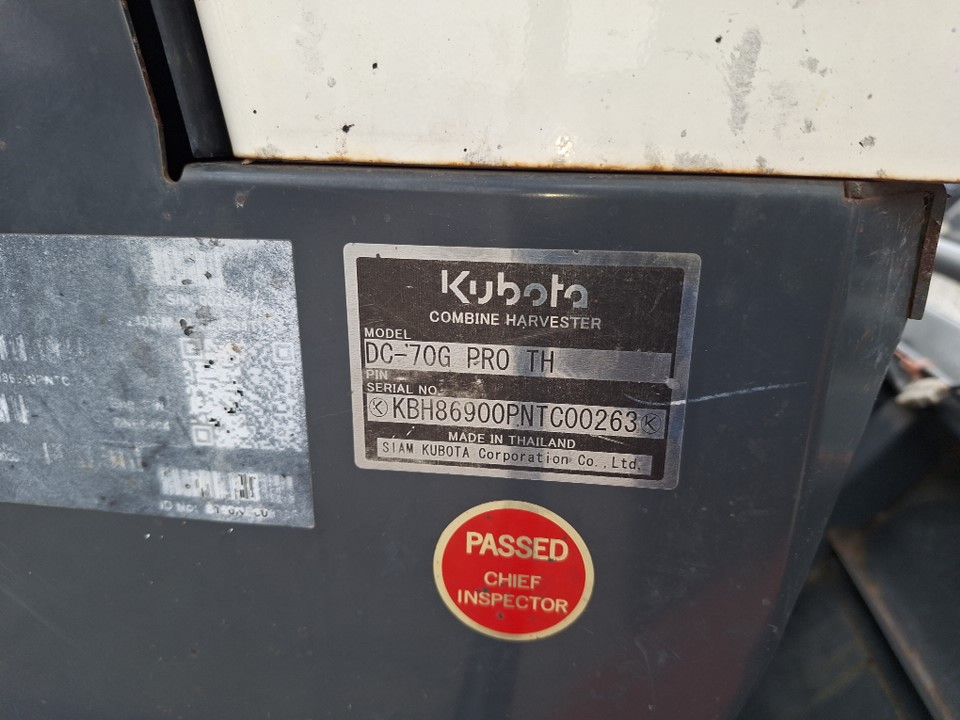 Kubota
COMBINE HARVESTER
MODEL
DC-70G PRO TH
PIN
SERIAL NO.
KBH86900PNTC00263
MADE IN THAILAND
SIAM KUBOTA Corporation Co.,Ltd.
PASSED
CHIEF
INSPECTOR